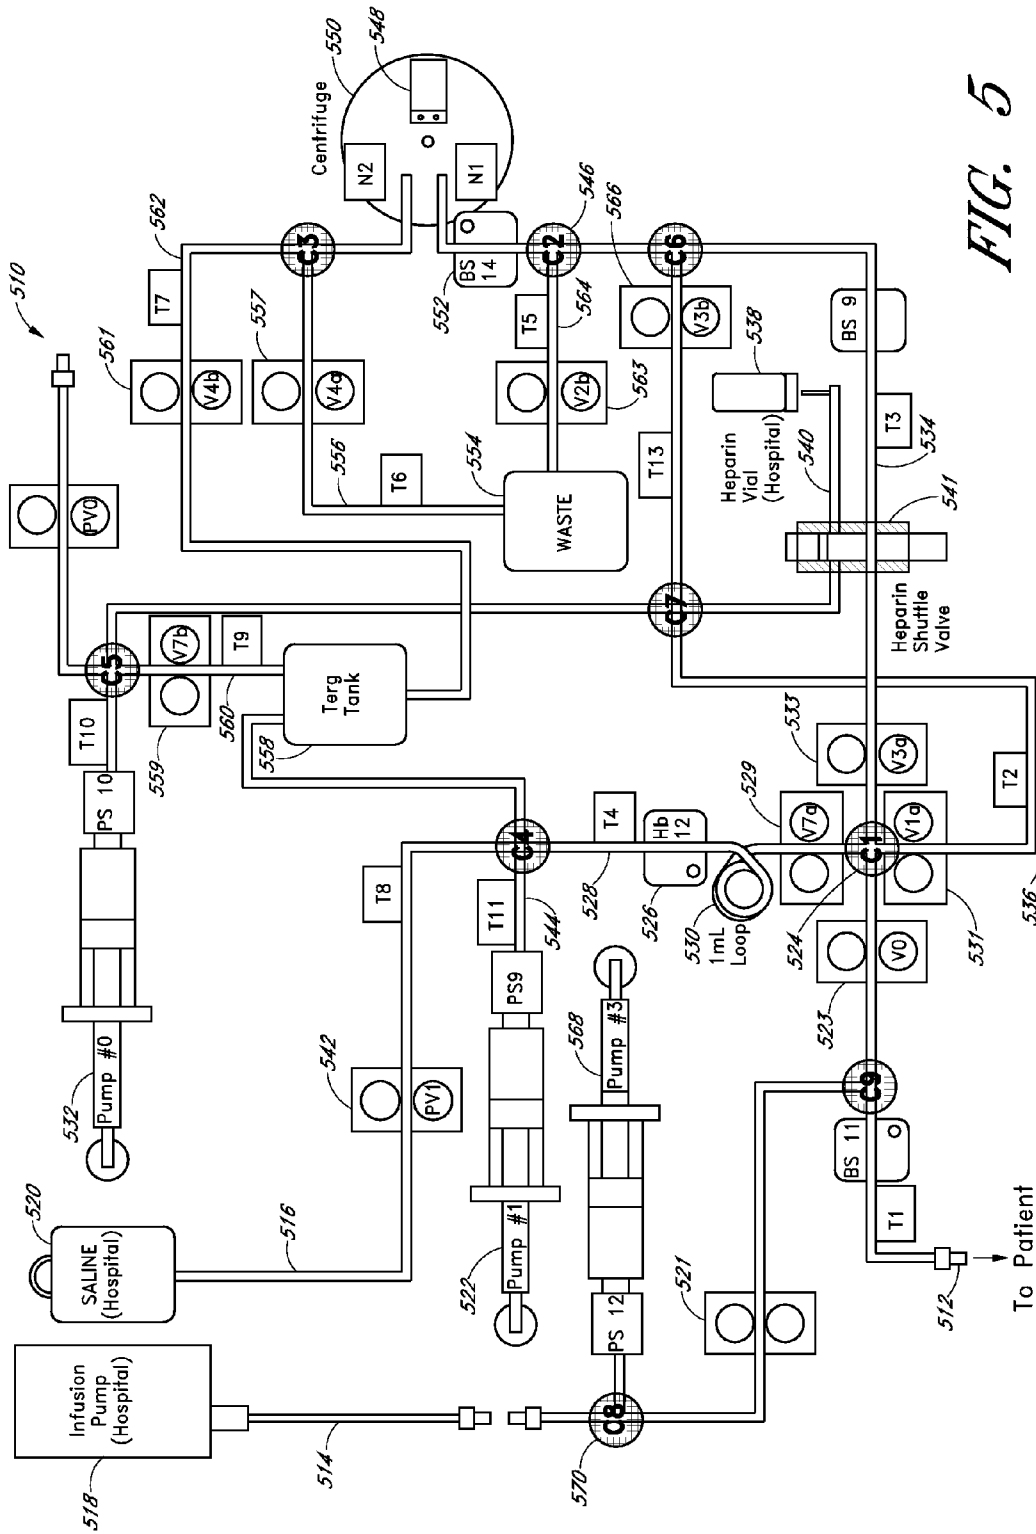 510
562
561
T7
V4b
550
548
Centrifuge
N2
N1
557
C3
V4a
556
T6
BS
14
552
C2
546
T5
564
V2b
563
554
WASTE
566
C6
V3b
T13
538
Heparin
Vial
(Hospital)
540
BS 9
T3
534
541
Heparin
Shuttle
Valve
C7
PV0
C5
V7b
T9
560
559
T10
PS 10
Pump #0
532
Terg
Tank
558
C4
T8
T11
544
T4
528
Hb
12
526
530
1mL
Loop
529
V7a
533
V3a
C1
524
V1a
531
T2
536
V0
523
542
PV1
PS9
Pump #1
522
568
Pump #3
PS 12
520
SALINE
(Hospital)
516
Infusion
Pump
(Hospital)
518
514
C8
570
521
C9
BS 11
T1
512
To Patient
FIG. 5